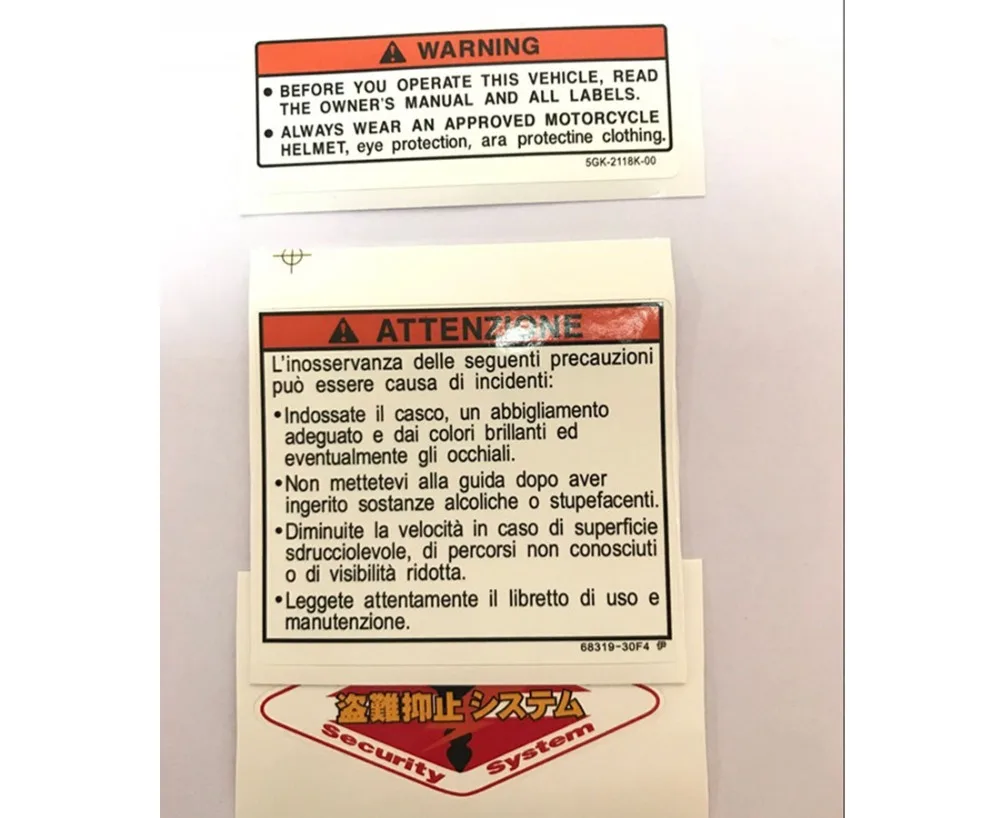 WARNING
• BEFORE YOU OPERATE THIS VEHICLE, READ
THE OWNER'S MANUAL AND ALL LABELS.
• ALWAYS WEAR AN APPROVED MOTORCYCLE
HELMET, eye protection, ara protectine clothing.
5GK-2118K-00
ATTENZIONE
L'inosservanza delle seguenti precauzioni
può essere causa di incidenti:
•Indossate il casco, un abbigliamento
adeguato e dai colori brillanti ed
eventualmente gli occhiali.
•Non mettetevi alla guida dopo aver
ingerito sostanze alcoliche o stupefacenti.
•Diminuite la velocità in caso di superficie
sdrucciolevole, di percorsi non conosciuti
o di visibilità ridotta.
•Leggete attentamente il libretto di uso e
manutenzione.
68319-30F4 伊
盗難抑止システム
Security System